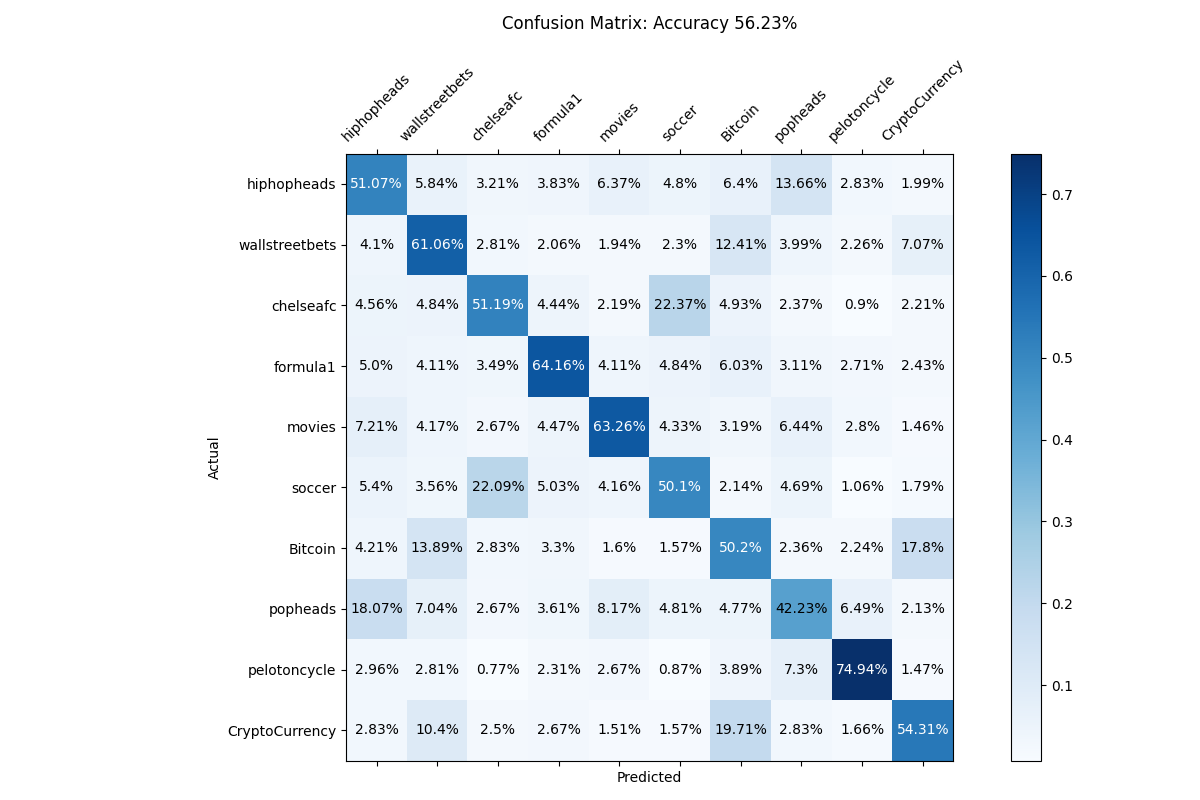 Confusion Matrix: Accuracy 56.23%
hiphopheads wallstreetbets chelseafc formula1 movies soccer Bitcoin popheads pelotoncycle CryptoCurrency
hiphopheads 51.07% 5.84% 3.21% 3.83% 6.37% 4.8% 6.4% 13.66% 2.83% 1.99%
wallstreetbets 4.1% 61.06% 2.81% 2.06% 1.94% 2.3% 12.41% 3.99% 2.26% 7.07%
chelseafc 4.56% 4.84% 51.19% 4.44% 2.19% 22.37% 4.93% 2.37% 0.9% 2.21%
formula1 5.0% 4.11% 3.49% 64.16% 4.11% 4.84% 6.03% 3.11% 2.71% 2.43%
movies 7.21% 4.17% 2.67% 4.47% 63.26% 4.33% 3.19% 6.44% 2.8% 1.46%
soccer 5.4% 3.56% 22.09% 5.03% 4.16% 50.1% 2.14% 4.69% 1.06% 1.79%
Bitcoin 4.21% 13.89% 2.83% 3.3% 1.6% 1.57% 50.2% 2.36% 2.24% 17.8%
popheads 18.07% 7.04% 2.67% 3.61% 8.17% 4.81% 4.77% 42.23% 6.49% 2.13%
pelotoncycle 2.96% 2.81% 0.77% 2.31% 2.67% 0.87% 3.89% 7.3% 74.94% 1.47%
CryptoCurrency 2.83% 10.4% 2.5% 2.67% 1.51% 1.57% 19.71% 2.83% 1.66% 54.31%
Actual
Predicted
0.7
0.6
0.5
0.4
0.3
0.2
0.1